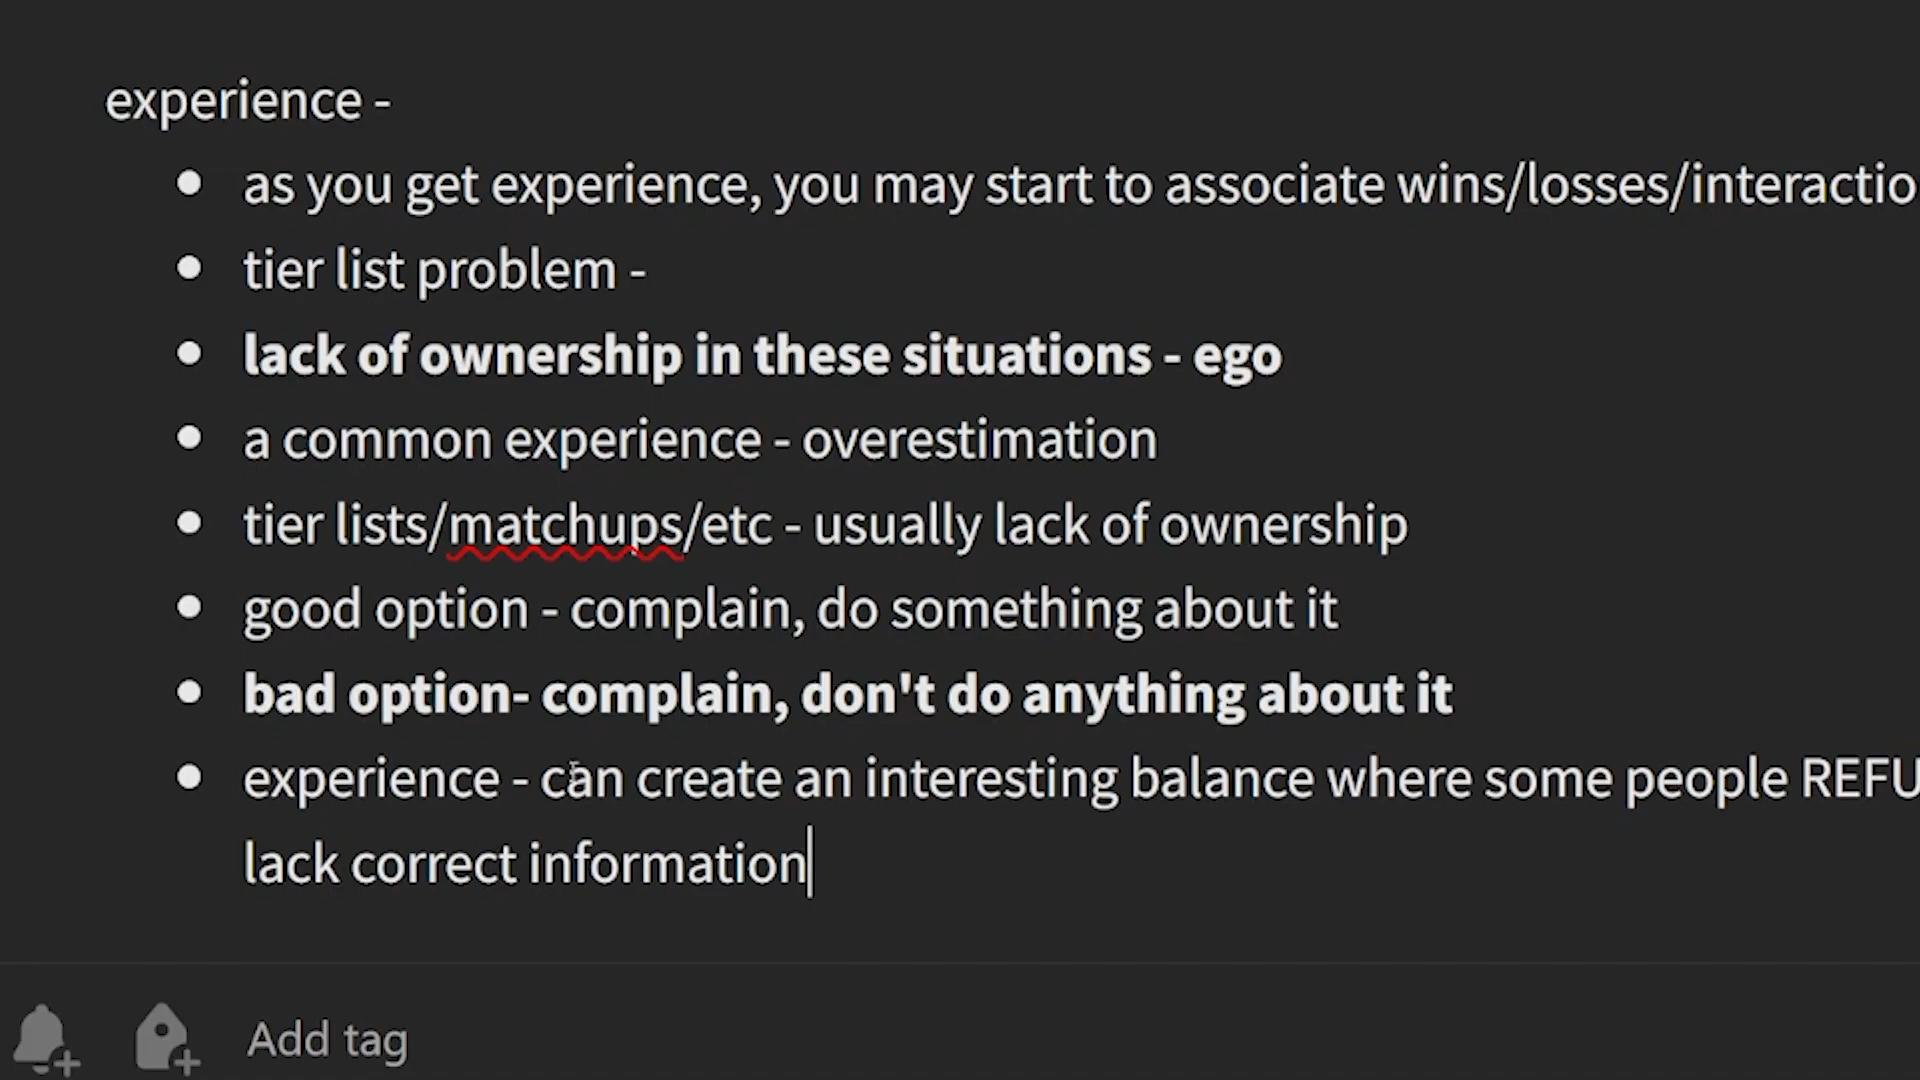 experience -
as you get experience, you may start to associate wins/losses/interactio
tier list problem -
lack of ownership in these situations - ego
a common experience - overestimation
tier lists/matchups/etc - usually lack of ownership
good option - complain, do something about it
bad option- complain, don't do anything about it
experience - can create an interesting balance where some people REFU
lack correct information
Add tag